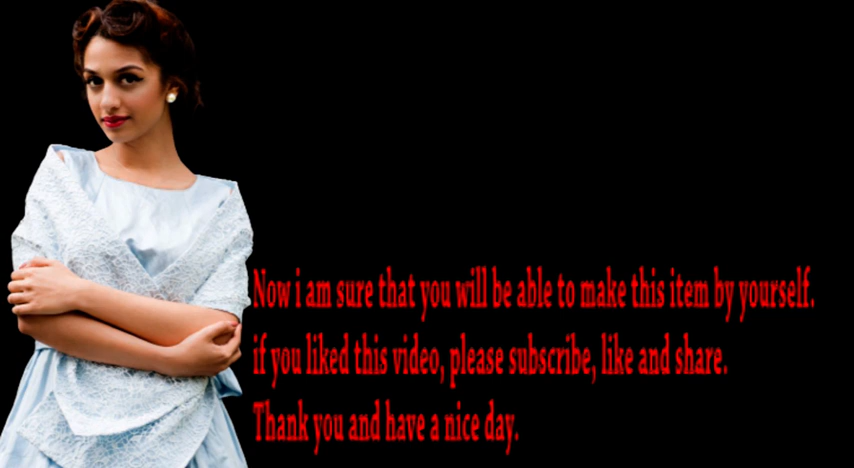 Now i am sure that you will be able to make this item by yourself.
if you liked this video, please subscribe, like and share.
Thank you and have a nice day.